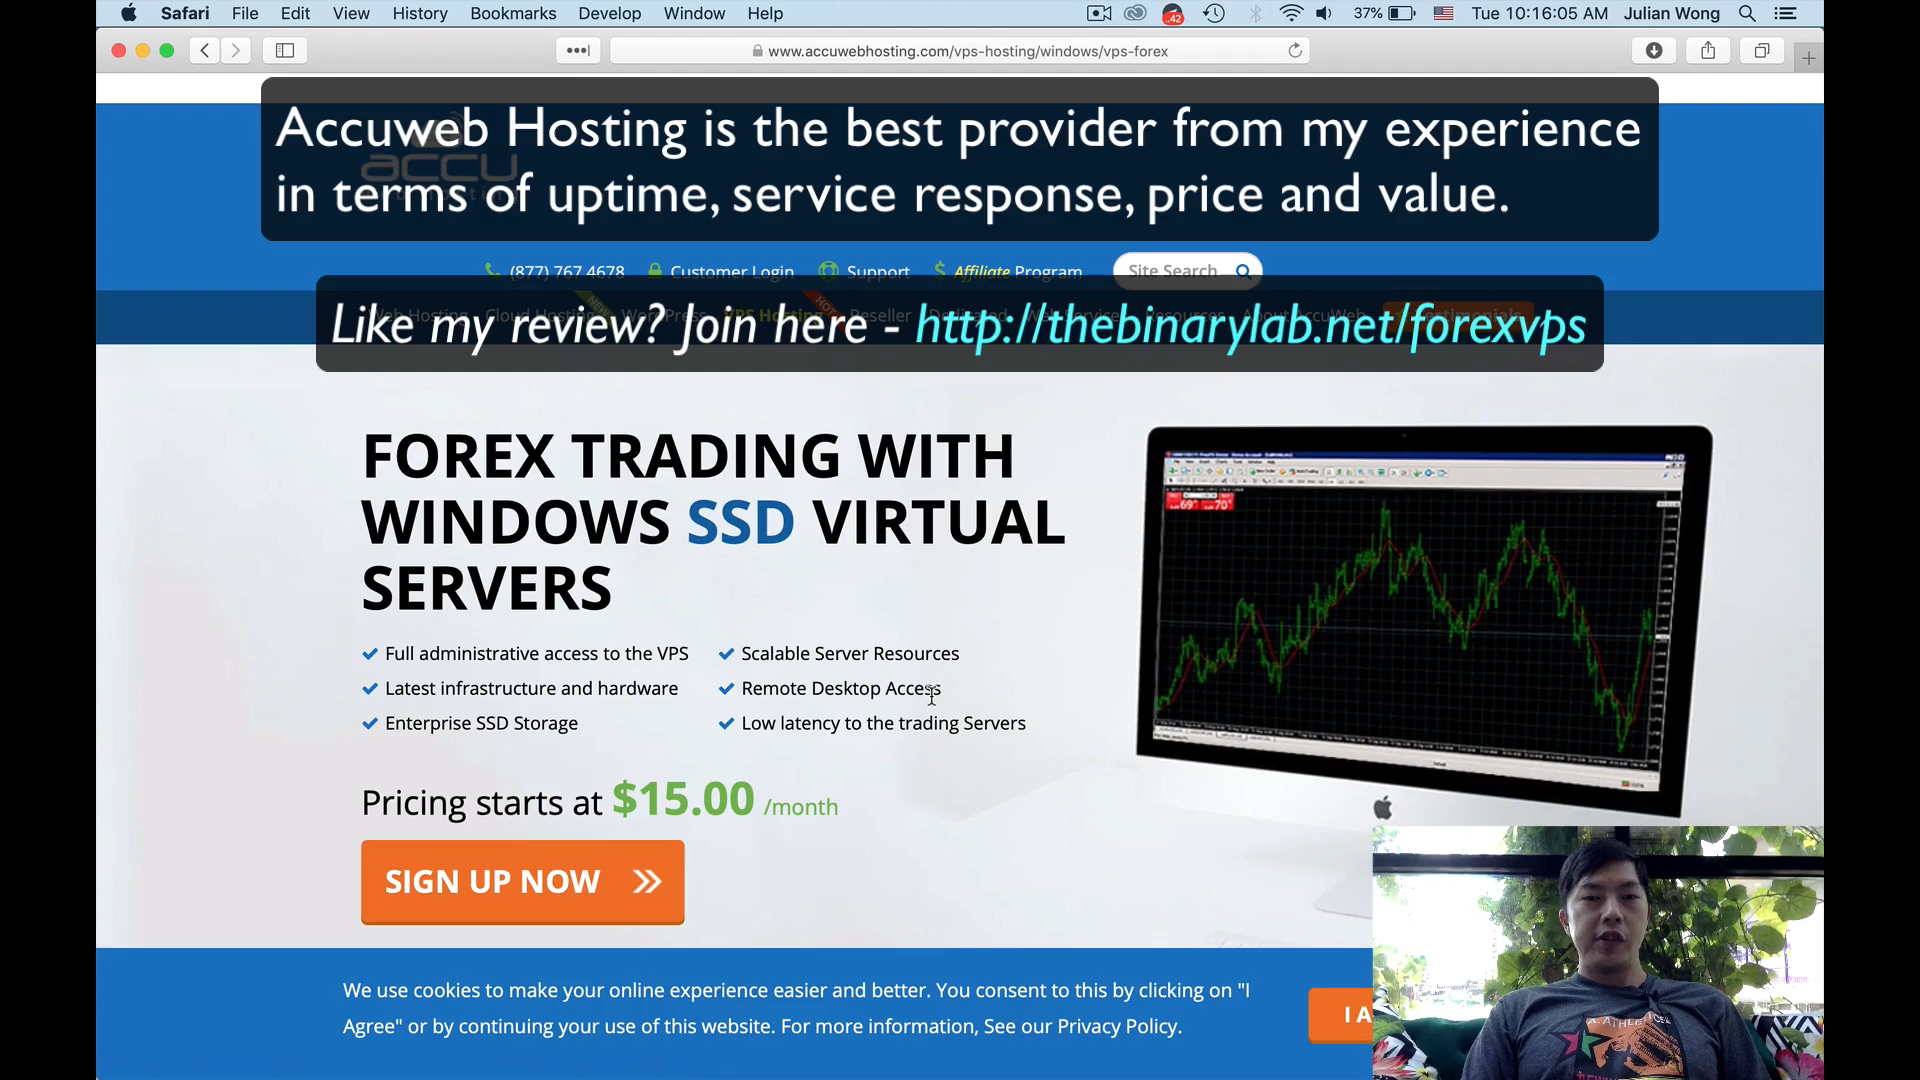 Safari File Edit View History Bookmarks Develop Window Help
.42 37% Tue 10:16:05 AM Julian Wong
www.accuwebhosting.com/vps-hosting/windows/vps-forex
Accuweb Hosting is the best provider from my experience
in terms of uptime, service response, price and value.
accu
(877) 767 4678 Customer Login Support Affiliate Program Site Search
Like my review? Join here - http://thebinarylab.net/forexvps
FOREX TRADING WITH
WINDOWS SSD VIRTUAL
SERVERS
Full administrative access to the VPS
Latest infrastructure and hardware
Enterprise SSD Storage
Scalable Server Resources
Remote Desktop Access
Low latency to the trading Servers
Pricing starts at $15.00 /month
SIGN UP NOW
We use cookies to make your online experience easier and better. You consent to this by clicking on "I
Agree" or by continuing your use of this website. For more information, See our Privacy Policy.
I A